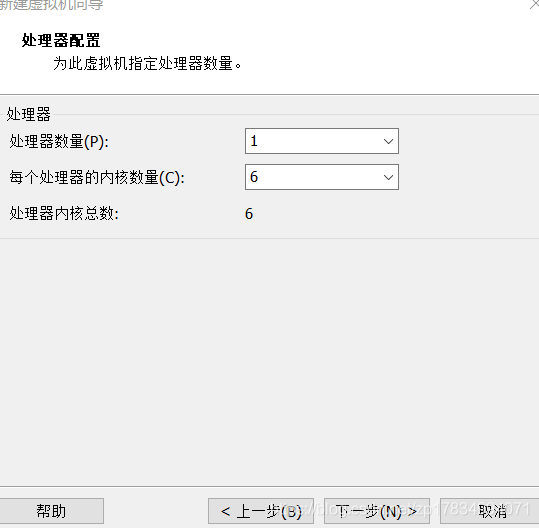 新建虚拟机向导
处理器配置
为此虚拟机指定处理器数量。
处理器
处理器数量(P): 1
每个处理器的内核数量(C): 6
处理器内核总数: 6
帮助 < 上一步(B) 下一步(N) > 取消